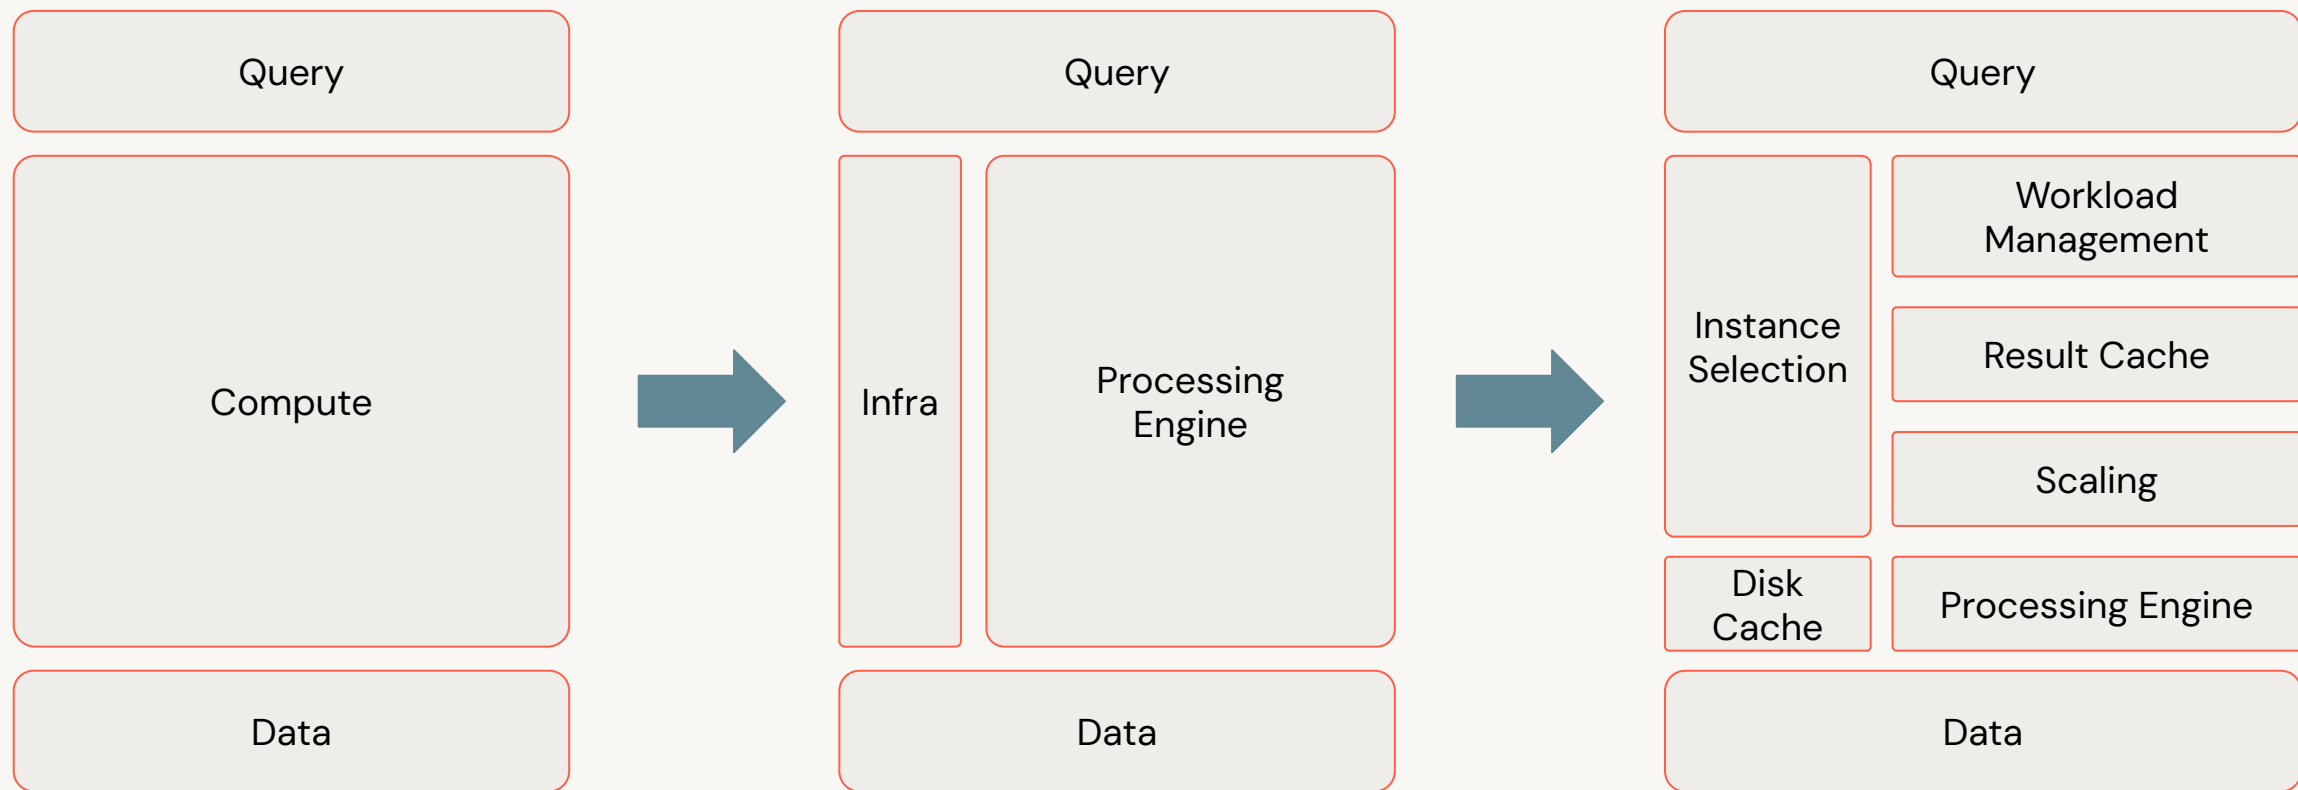 Query
Compute
Data
Query
Infra
Processing
Engine
Data
Query
Instance
Selection
Disk
Cache
Workload
Management
Result Cache
Scaling
Processing Engine
Data